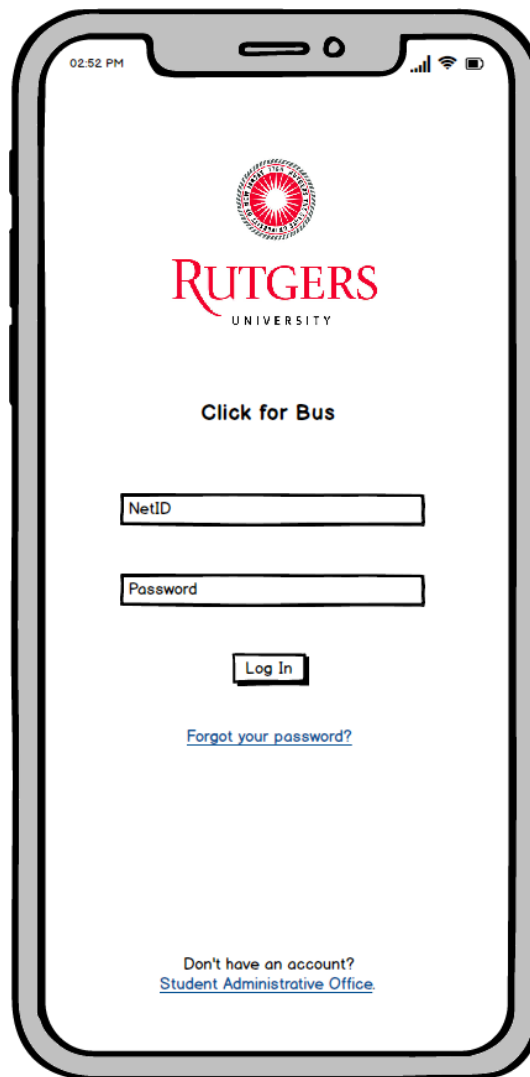 02:52 PM
RUTGERS
UNIVERSITY
Click for Bus
NetID
Password
Log In
Forgot your password?
Don't have an account?
Student Administrative Office.